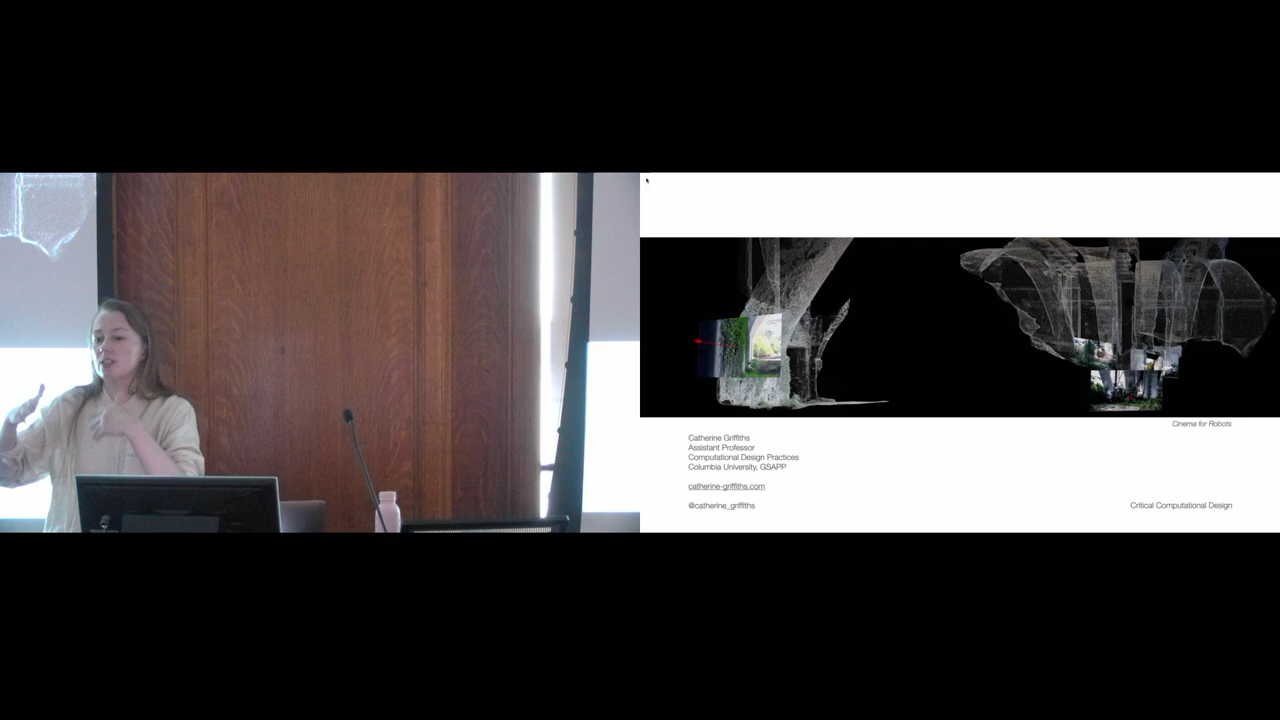 Cinema for Robots
Catherine Griffiths
Assistant Professor
Computational Design Practices
Columbia University, GSAPP
catherine-griffiths.com
@catherine_griffiths
Critical Computational Design